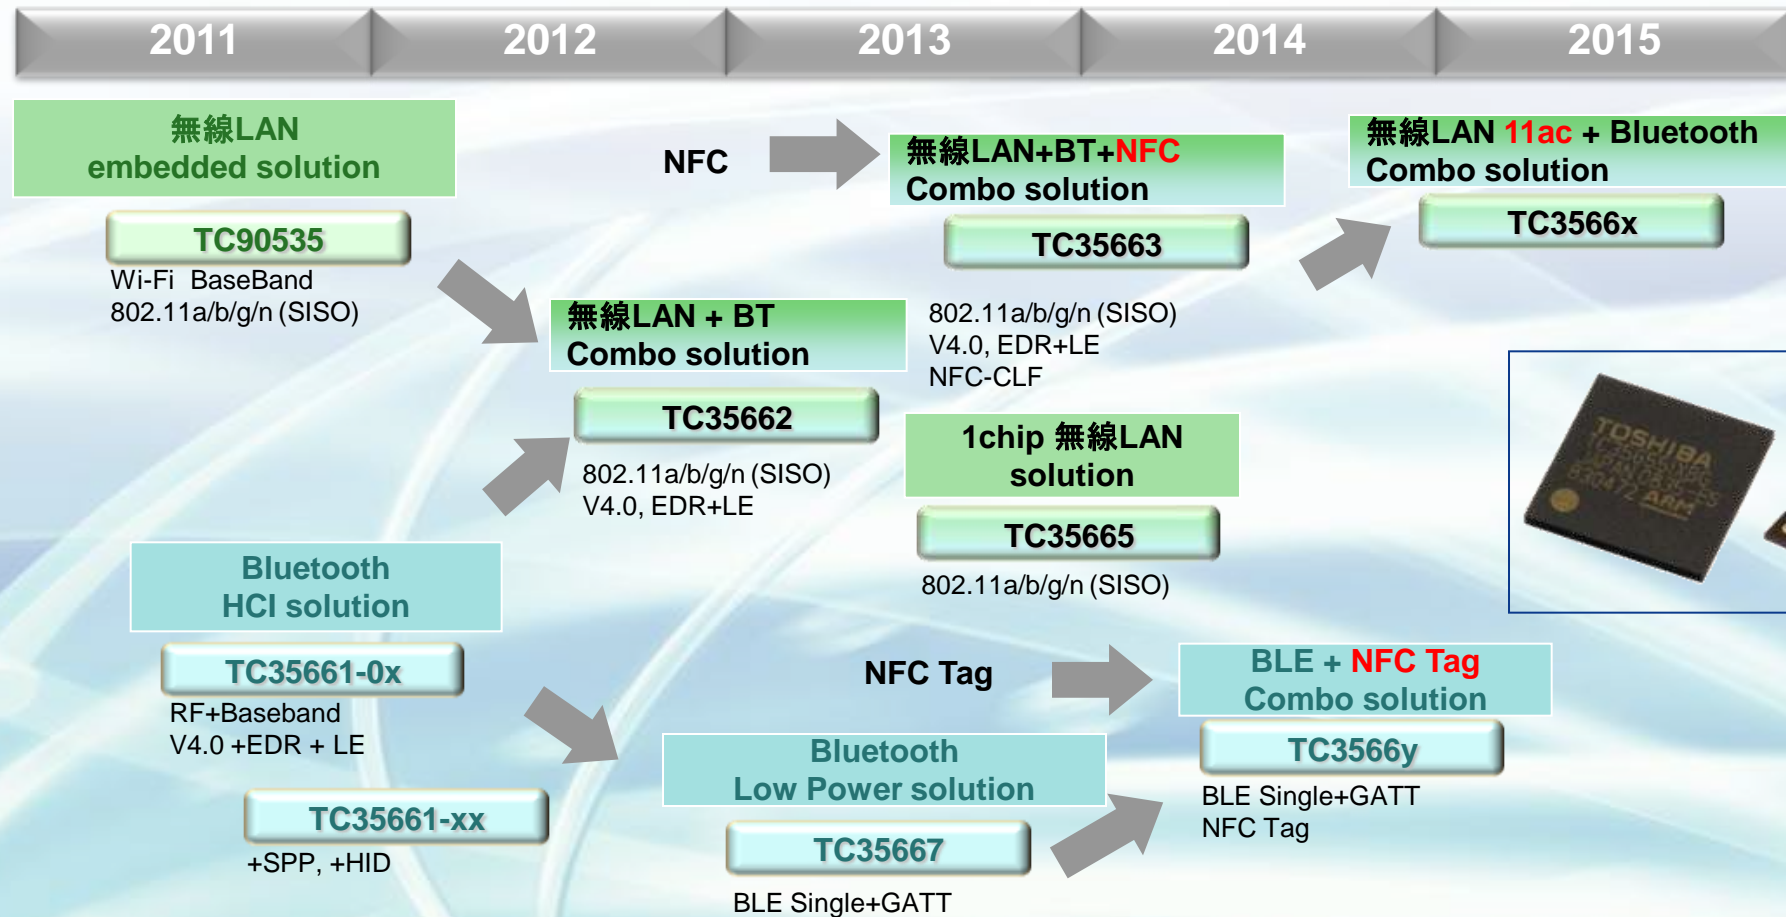 2011
2012
2013
2014
2015
無線LAN
embedded solution
TC90535
Wi-Fi BaseBand
802.11a/b/g/n (SISO)
NFC
無線LAN+BT+NFC
Combo solution
TC35663
802.11a/b/g/n (SISO)
V4.0, EDR+LE
NFC-CLF
無線LAN 11ac + Bluetooth
Combo solution
TC3566x
無線LAN + BT
Combo solution
TC35662
802.11a/b/g/n (SISO)
V4.0, EDR+LE
1chip 無線LAN
solution
TC35665
802.11a/b/g/n (SISO)
TOSHIBA
ARM
Bluetooth
HCI solution
TC35661-0x
RF+Baseband
V4.0 +EDR + LE
TC35661-xx
+SPP, +HID
NFC Tag
BLE + NFC Tag
Combo solution
TC3566y
BLE Single+GATT
NFC Tag
Bluetooth
Low Power solution
TC35667
BLE Single+GATT